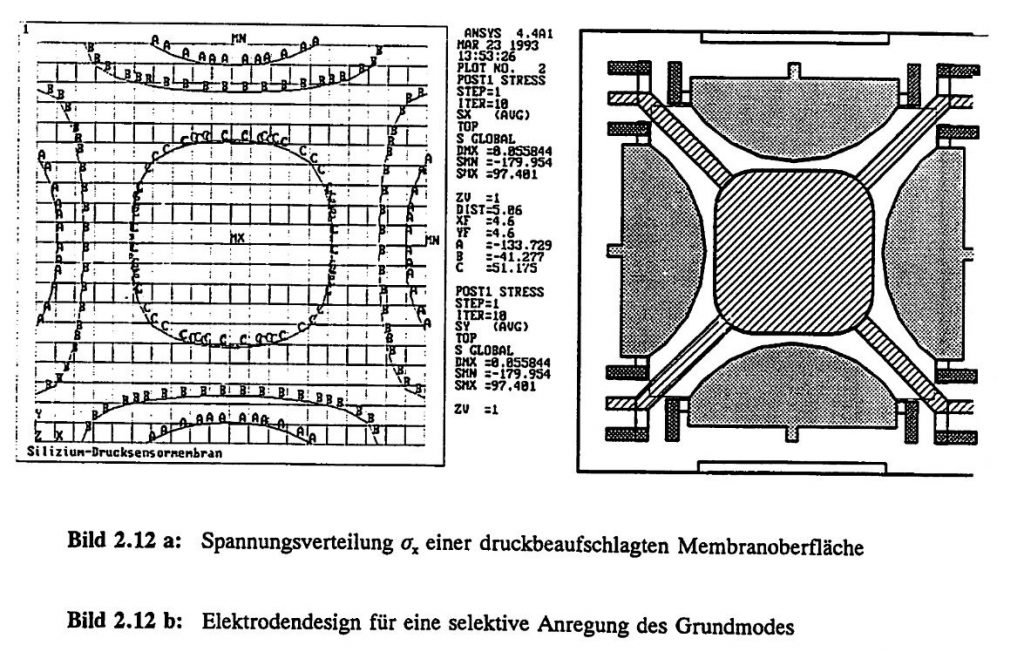 1
ANSYS 4.4A1
MAR 23 1993
13:53:26
PLOT NO. 2
POST1 STRESS
STEP=1
ITER=10
SX (AVG)
TOP
S GLOBAL
DMX =0.055844
SMN =-179.954
SMX =97.401
ZV =1
DIST=5.06
XF =4.6
YF =4.6
A =-133.729
B =-41.277
C =51.175
POST1 STRESS
STEP=1
ITER=10
SY (AVG)
TOP
S GLOBAL
DMX =0.055844
SMN =-179.954
SMX =97.401
ZV =1
MN
MX
MN
Y
Z X
Silizium-Drucksensormembran
Bild 2.12 a: Spannungsverteilung σx einer druckbeaufschlagten Membranoberfläche
Bild 2.12 b: Elektrodendesign für eine selektive Anregung des Grundmodes